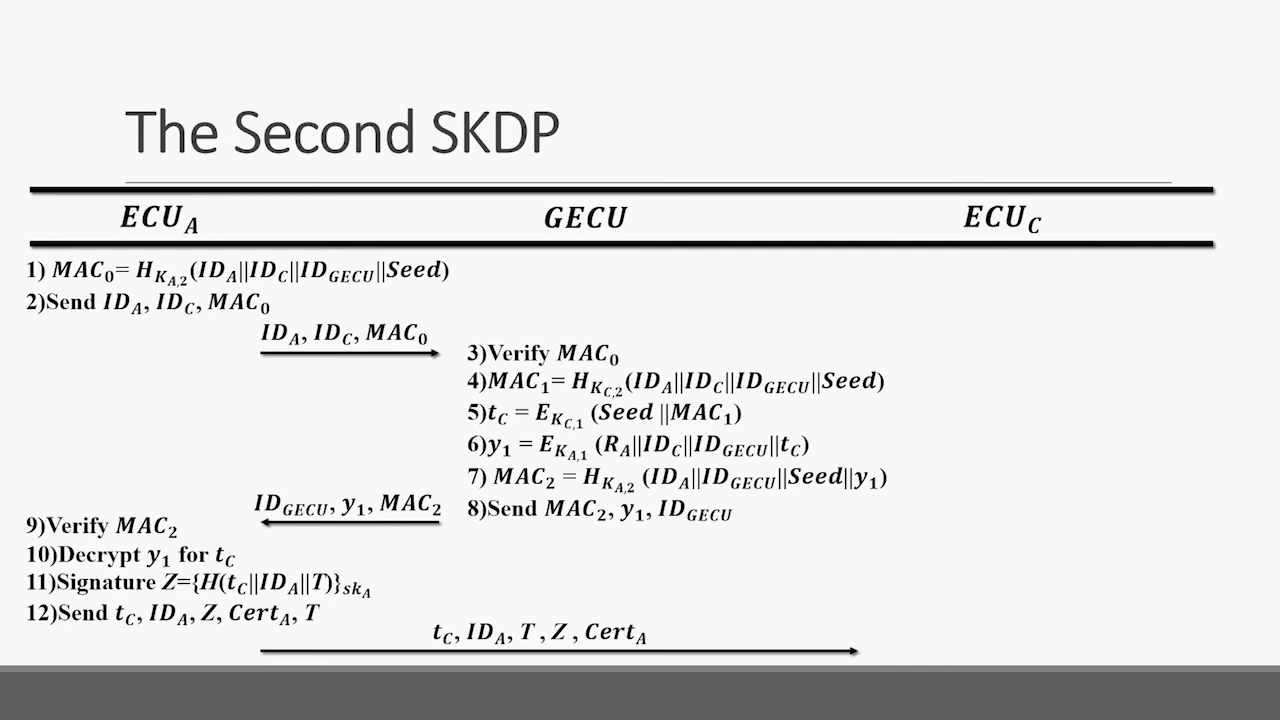 The Second SKDP
ECU_A GECU ECU_C
1) MAC_0= H_{K_{A,2}}(ID_A||ID_C||ID_{GECU}||Seed)
2)Send ID_A, ID_C, MAC_0
ID_A, ID_C, MAC_0
3)Verify MAC_0
4)MAC_1= H_{K_{C,2}}(ID_A||ID_C||ID_{GECU}||Seed)
5)t_C = E_{K_{C,1}} (Seed ||MAC_1)
6)y_1 = E_{K_{A,1}} (R_A||ID_C||ID_{GECU}||t_C)
7) MAC_2 = H_{K_{A,2}} (ID_A||ID_{GECU}||Seed||y_1)
8)Send MAC_2, y_1, ID_{GECU}
ID_{GECU}, y_1, MAC_2
9)Verify MAC_2
10)Decrypt y_1 for t_C
11)Signature Z={H(t_C||ID_A||T)}_{sk_A}
12)Send t_C, ID_A, Z, Cert_A, T
t_C, ID_A, T , Z , Cert_A